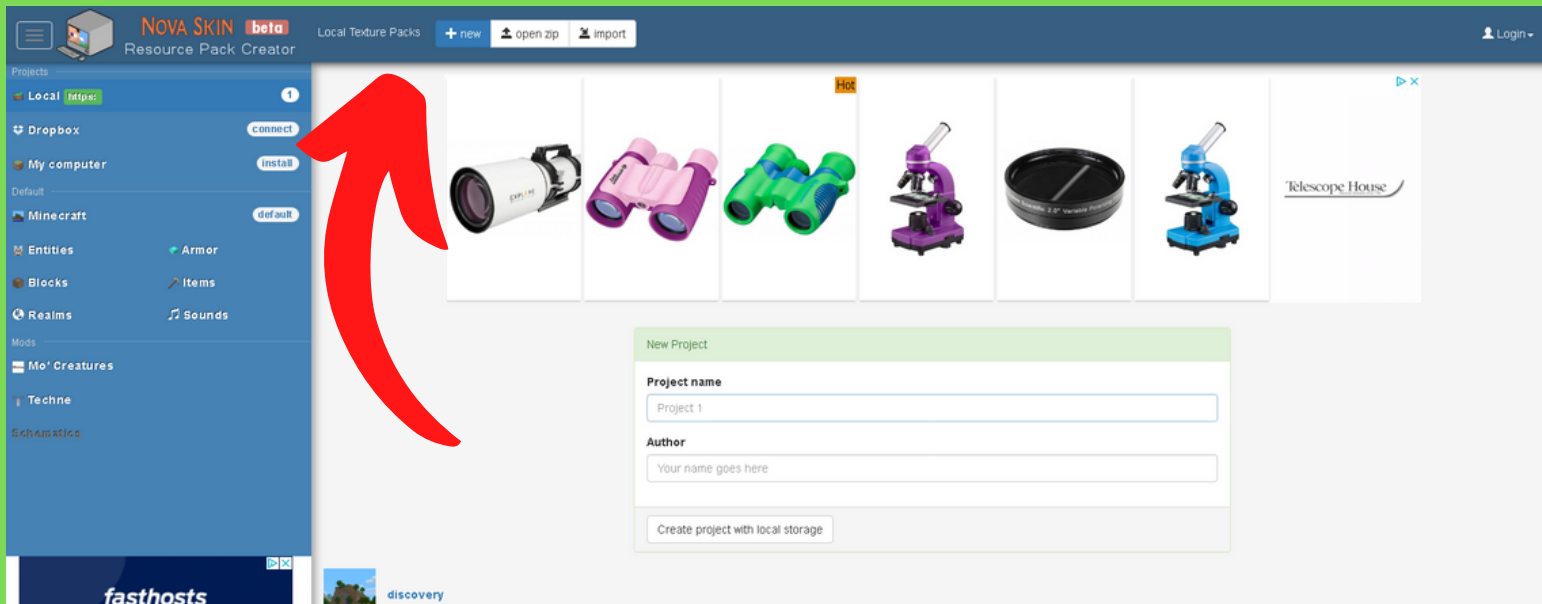 NOVA SKIN beta
Resource Pack Creator
Local Texture Packs
+ new
open zip
import
Login
Projects
Local https: 1
Dropbox connect
My computer install
Default
Minecraft default
Entities Armor
Blocks Items
Realms Sounds
Mods
Mo' Creatures
Techne
Schematics
fasthosts
Hot
Telescope House
New Project
Project name
Project 1
Author
Your name goes here
Create project with local storage
discovery